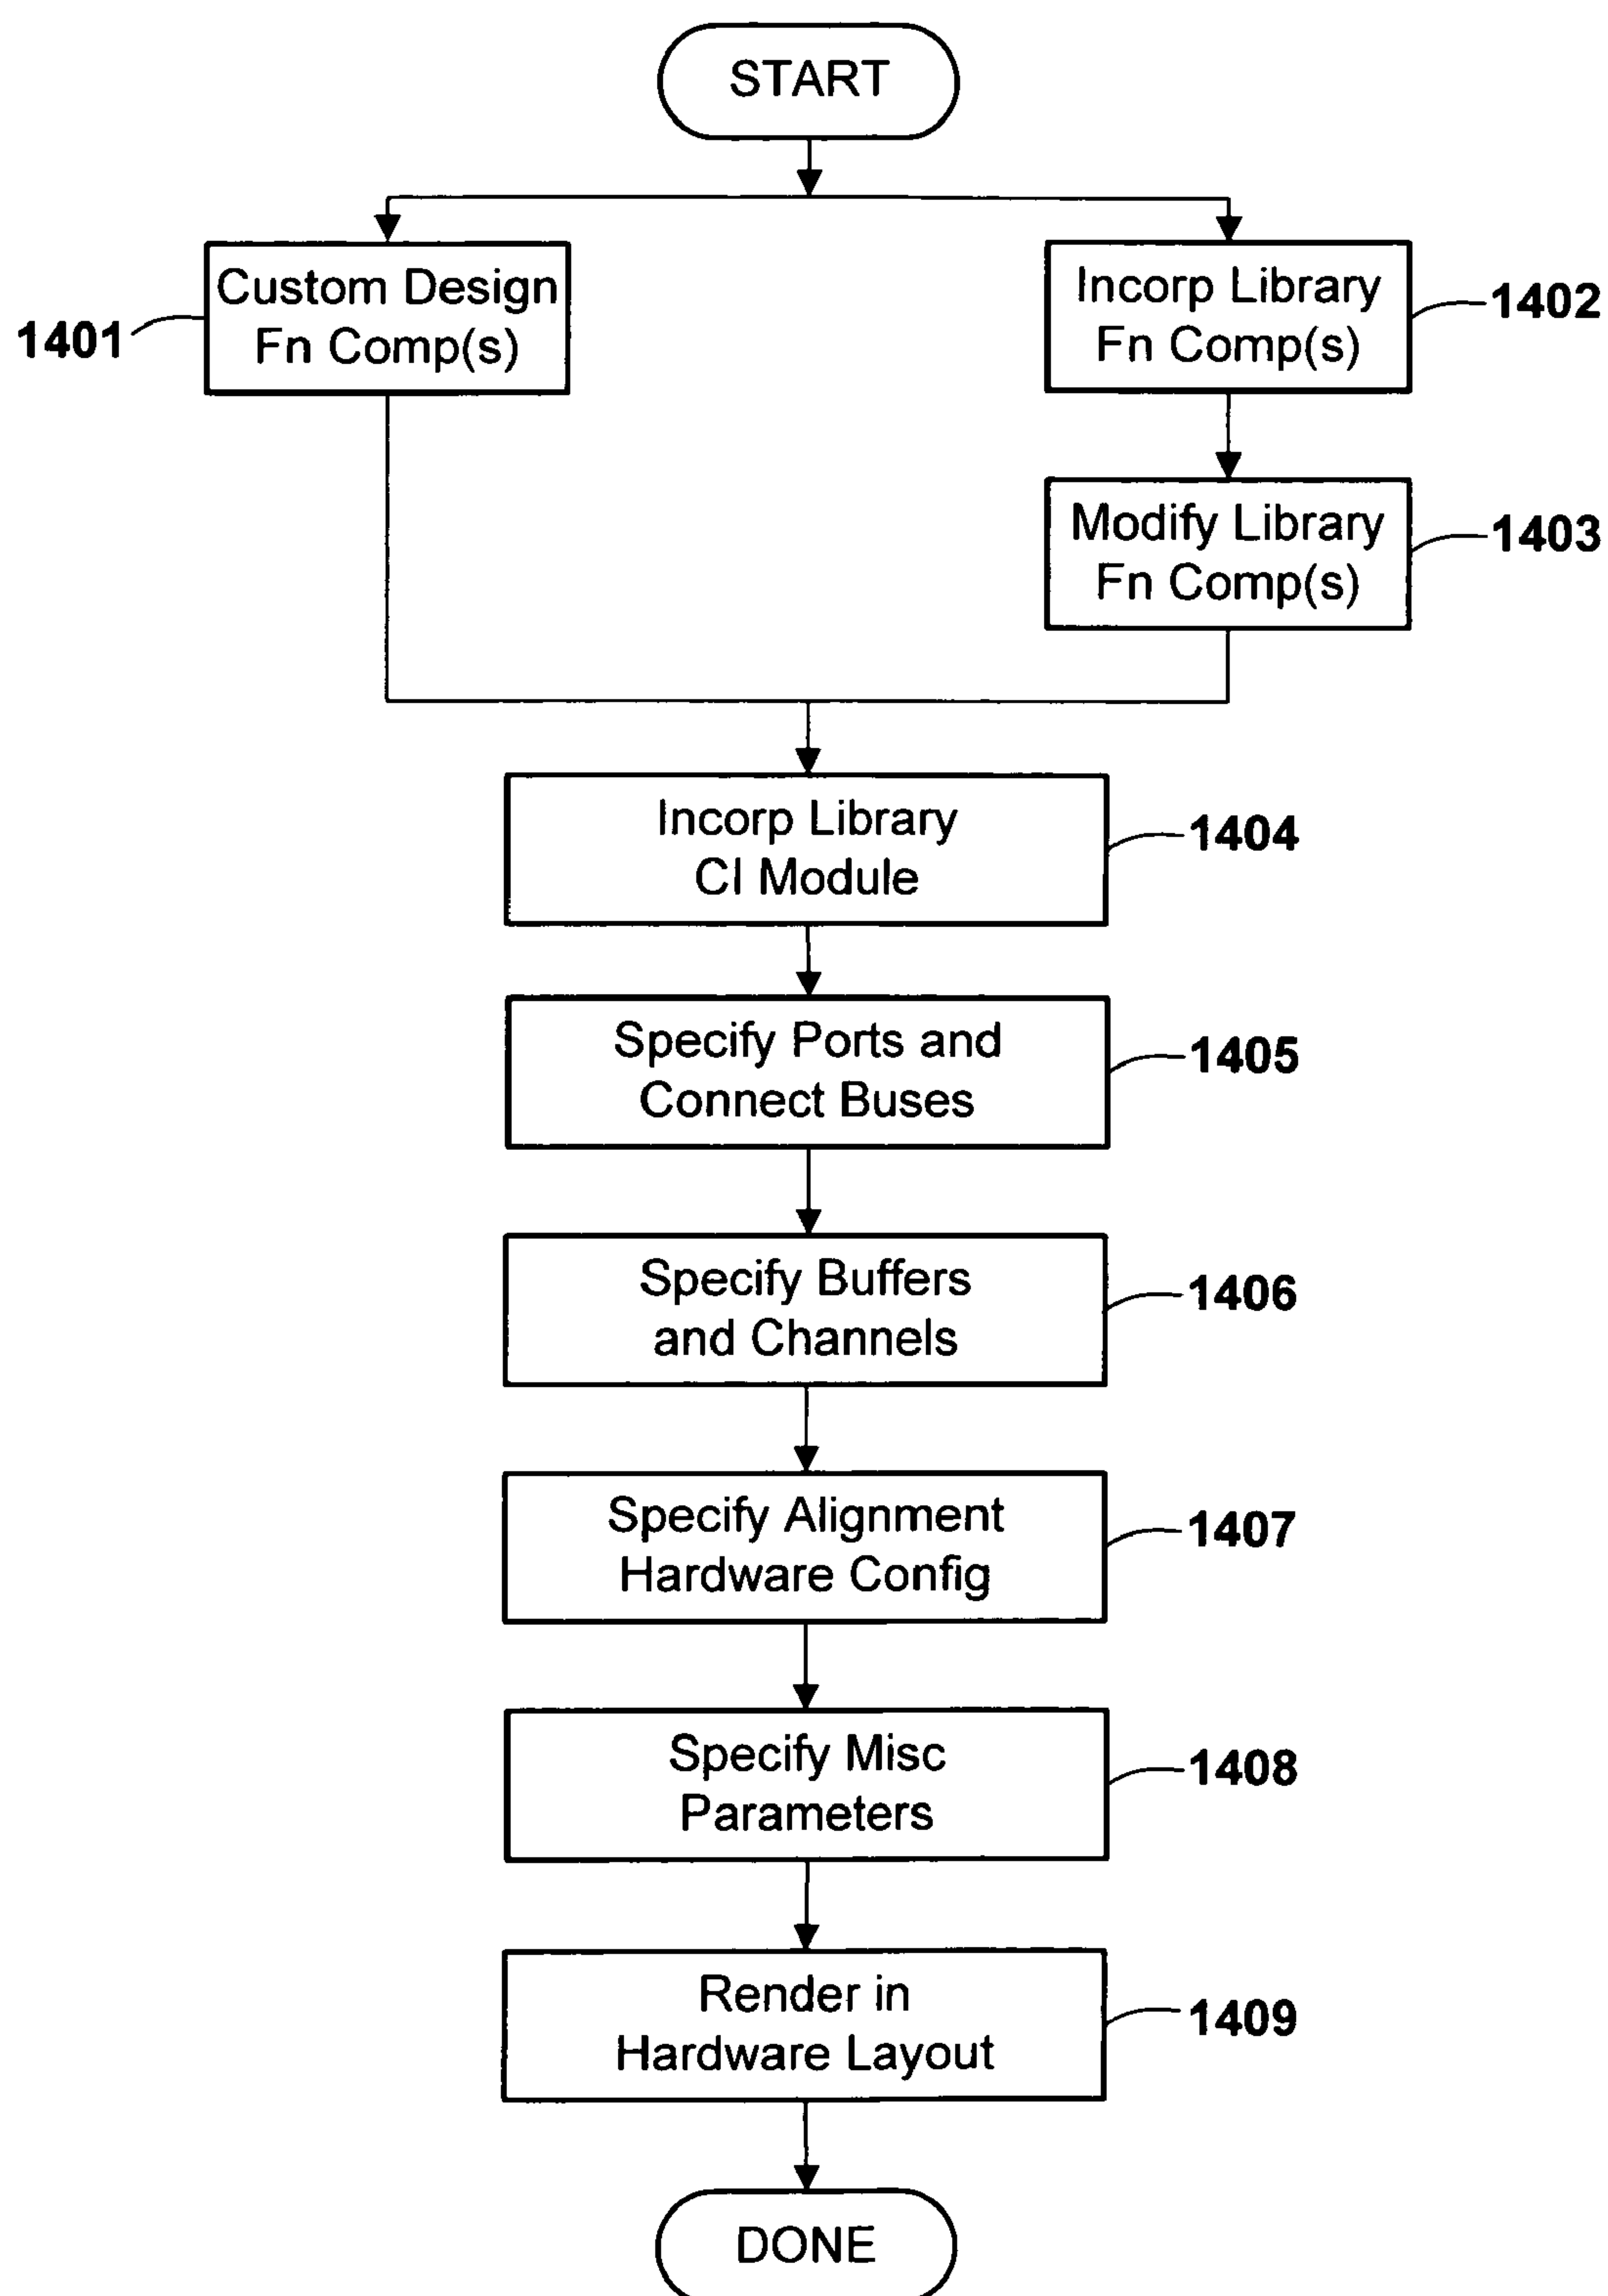 START
Custom Design
Fn Comp(s)
1401
Incorp Library
Fn Comp(s)
1402
Modify Library
Fn Comp(s)
1403
Incorp Library
CI Module
1404
Specify Ports and
Connect Buses
1405
Specify Buffers
and Channels
1406
Specify Alignment
Hardware Config
1407
Specify Misc
Parameters
1408
Render in
Hardware Layout
1409
DONE